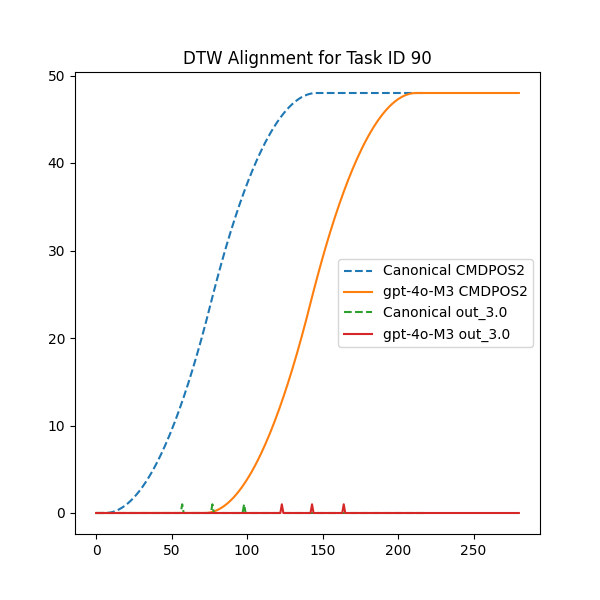 DTW Alignment for Task ID 90
50
40
30
20
10
0
Canonical CMDPOS2
gpt-4o-M3 CMDPOS2
Canonical out_3.0
gpt-4o-M3 out_3.0
0 50 100 150 200 250